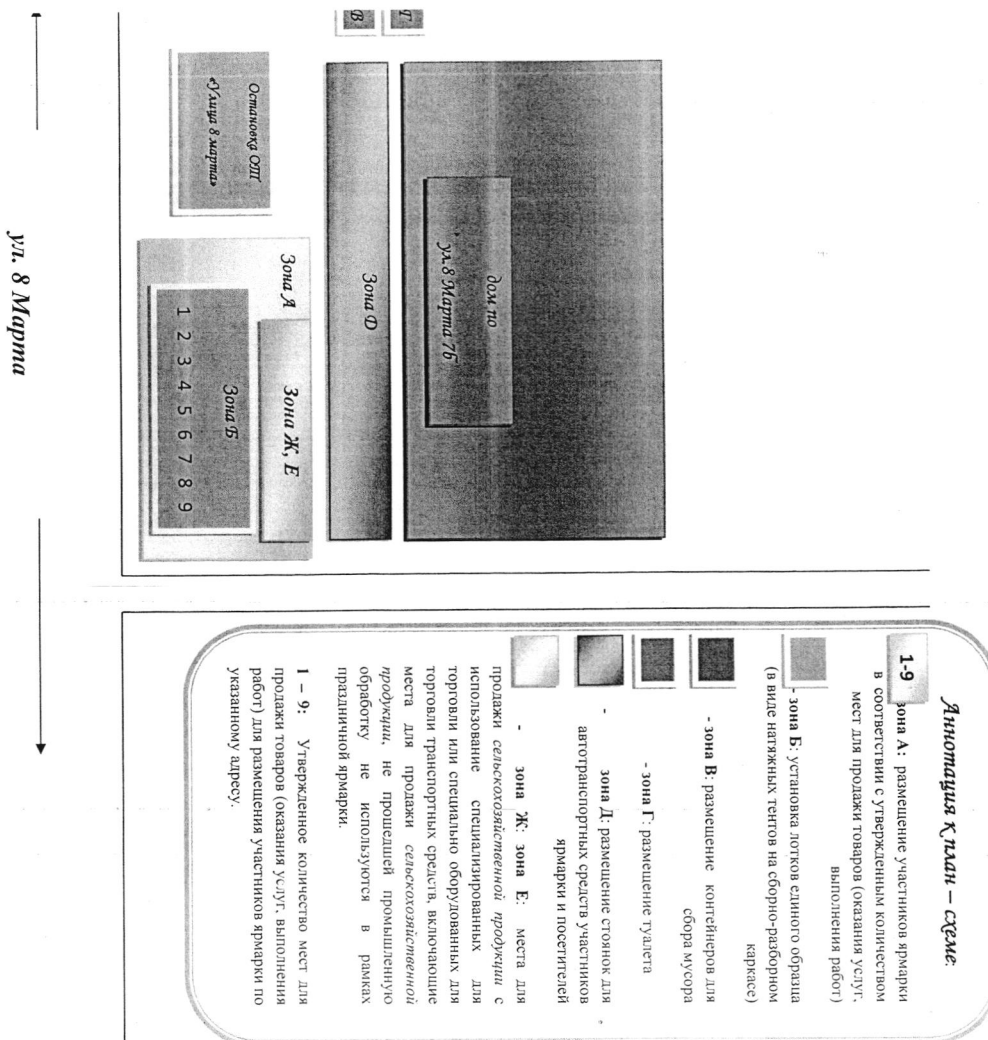 В
Г
Остановка ОПТ
«Улица 8 марта»
дом по
ул.8 Марта 7б
Зона D
Зона А
Зона Ж, Е
Зона Б
1 2 3 4 5 6 7 8 9
ул. 8 Марта
Аннотация к план – схеме:
1-9
зона А: размещение участников ярмарки
в соответствии с утвержденным количеством
мест для продажи товаров (оказания услуг,
выполнения работ)
- зона Б: установка лотков единого образца
(в виде натяжных тентов на сборно-разборном
каркасе)
- зона В: размещение контейнеров для
сбора мусора
- зона Г: размещение туалета
- зона Д: размещение стоянок для
автотранспортных средств участников
ярмарки и посетителей
- зона Ж: зона Е: места для
продажи сельскохозяйственной продукции с
использование специализированных для
торговли или специально оборудованных для
торговли транспортных средств, включающие
места для продажи сельскохозяйственной
продукции, не прошедшей промышленную
обработку не используются в рамках
праздничной ярмарки.
1 – 9: Утвержденное количество мест для
продажи товаров (оказания услуг, выполнения
работ) для размещения участников ярмарки по
указанному адресу.